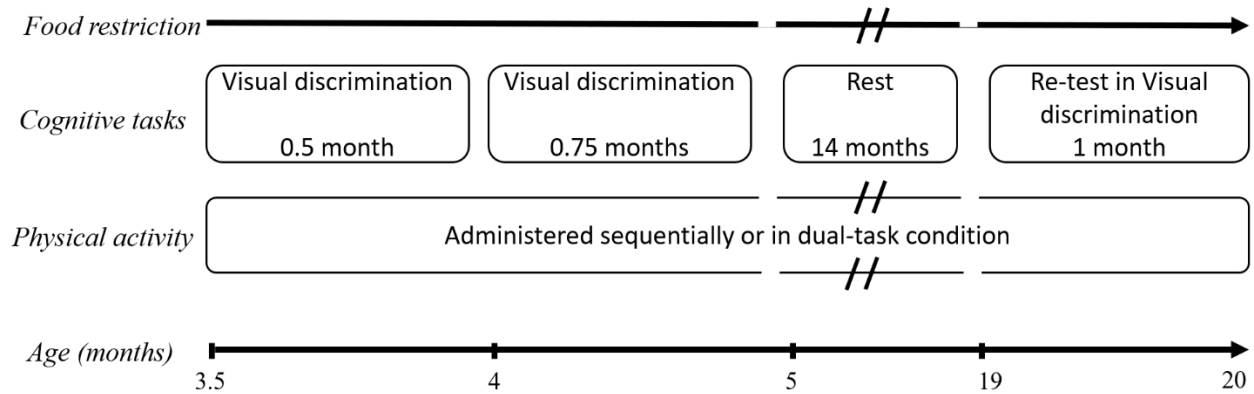 Food restriction
Visual discrimination
0.5 month
Visual discrimination
0.75 months
Rest
14 months
Re-test in Visual
discrimination
1 month
Cognitive tasks
Physical activity
Administered sequentially or in dual-task condition
Age (months)
3.5
4
5
19
20